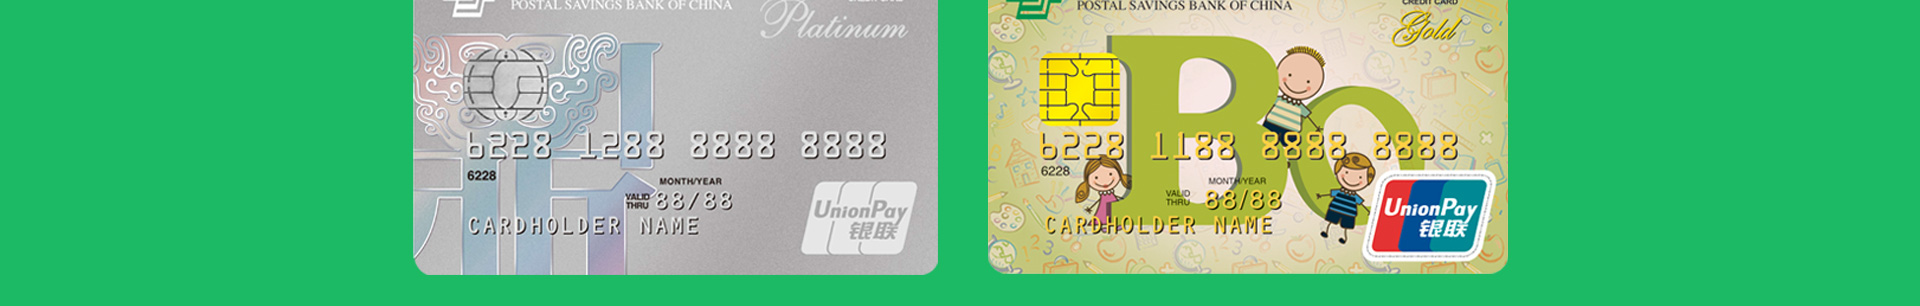 POSTAL SAVINGS BANK OF CHINA
Platinum
6228 1288 8888 8888
6228
MONTH/YEAR
VALID THRU 88/88
CARDHOLDER NAME
UnionPay
银联
POSTAL SAVINGS BANK OF CHINA
CREDIT CARD
Gold
Bo
6228 1188 8888 8888
6228
MONTH/YEAR
VALID THRU 88/88
CARDHOLDER NAME
UnionPay
银联